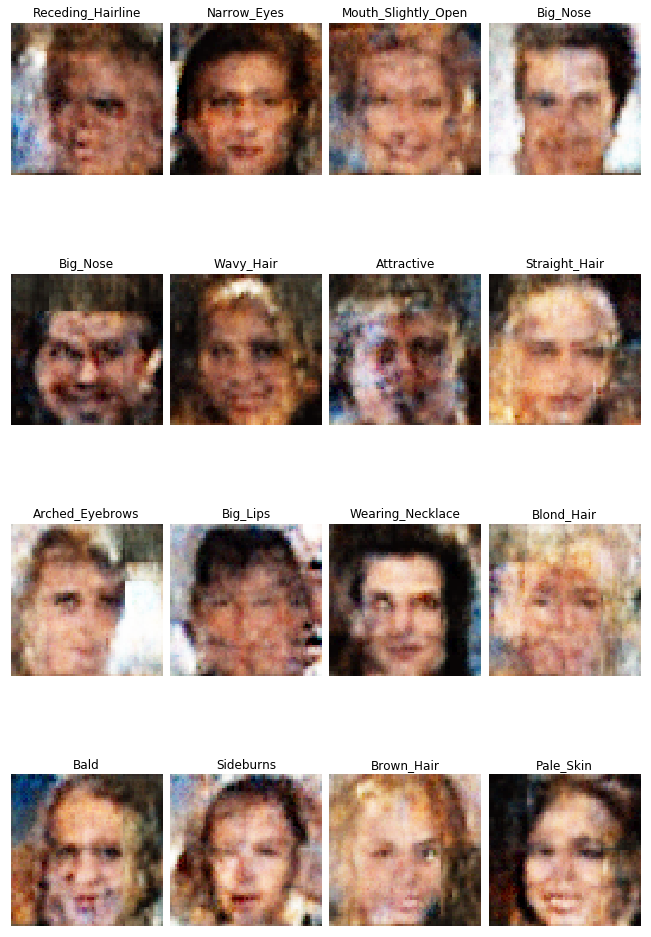 Receding_Hairline Narrow_Eyes Mouth_Slightly_Open Big_Nose
Big_Nose Wavy_Hair Attractive Straight_Hair
Arched_Eyebrows Big_Lips Wearing_Necklace Blond_Hair
Bald Sideburns Brown_Hair Pale_Skin